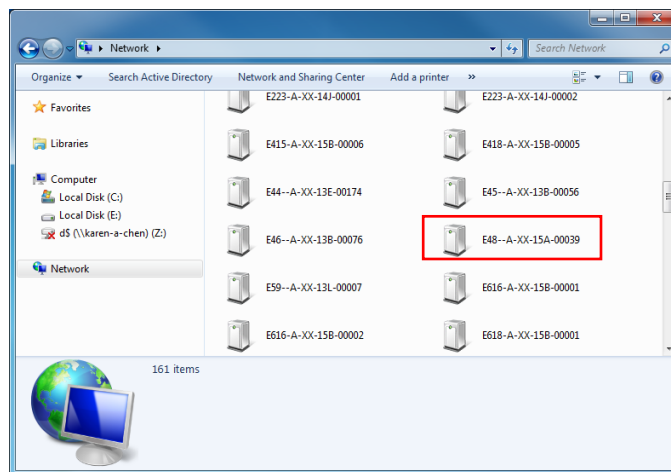 Network
Search Network
Organize
Search Active Directory
Network and Sharing Center
Add a printer
»
Favorites
Libraries
Computer
Local Disk (C:)
Local Disk (E:)
d$ (\\karen-a-chen) (Z:)
Network
E223-A-XX-14J-00001
E223-A-XX-14J-00002
E415-A-XX-15B-00006
E418-A-XX-15B-00005
E44--A-XX-13E-00174
E45--A-XX-13B-00056
E46--A-XX-13B-00076
E48--A-XX-15A-00039
E59--A-XX-13L-00007
E616-A-XX-15B-00001
E616-A-XX-15B-00002
E618-A-XX-15B-00001
161 items